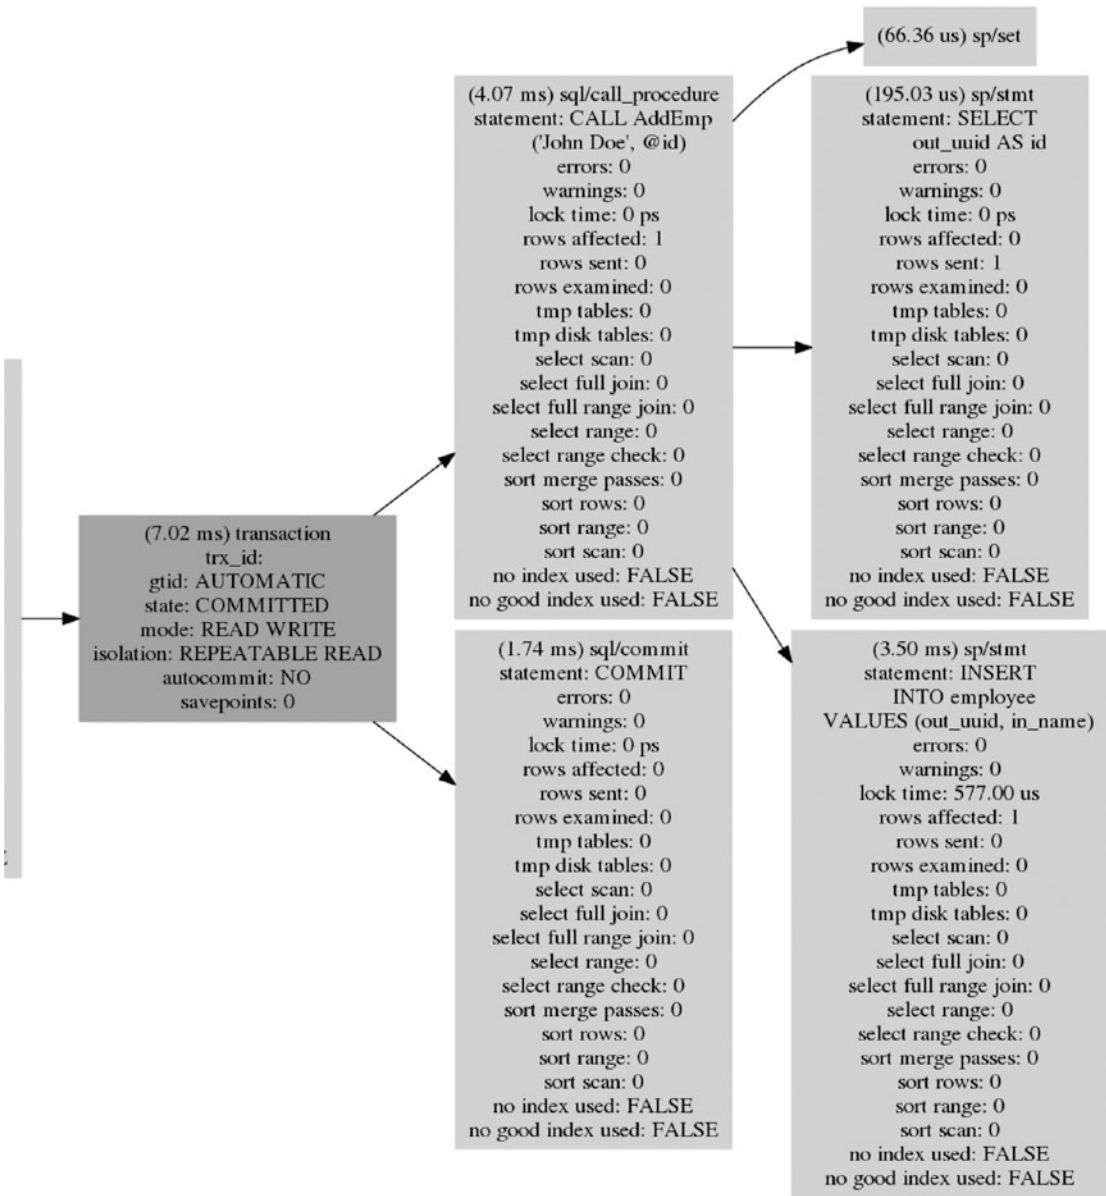 (66.36 us) sp/set
(4.07 ms) sql/call_procedure
statement: CALL AddEmp
('John Doe', @id)
errors: 0
warnings: 0
lock time: 0 ps
rows affected: 1
rows sent: 0
rows examined: 0
tmp tables: 0
tmp disk tables: 0
select scan: 0
select full join: 0
select full range join: 0
select range: 0
select range check: 0
sort merge passes: 0
sort rows: 0
sort range: 0
sort scan: 0
no index used: FALSE
no good index used: FALSE
(195.03 us) sp/stmt
statement: SELECT
out_uuid AS id
errors: 0
warnings: 0
lock time: 0 ps
rows affected: 0
rows sent: 1
rows examined: 0
tmp tables: 0
tmp disk tables: 0
select scan: 0
select full join: 0
select full range join: 0
select range: 0
select range check: 0
sort merge passes: 0
sort rows: 0
sort range: 0
sort scan: 0
no index used: FALSE
no good index used: FALSE
(7.02 ms) transaction
trx_id:
gtid: AUTOMATIC
state: COMMITTED
mode: READ WRITE
isolation: REPEATABLE READ
autocommit: NO
savepoints: 0
(1.74 ms) sql/commit
statement: COMMIT
errors: 0
warnings: 0
lock time: 0 ps
rows affected: 0
rows sent: 0
rows examined: 0
tmp tables: 0
tmp disk tables: 0
select scan: 0
select full join: 0
select full range join: 0
select range: 0
select range check: 0
sort merge passes: 0
sort rows: 0
sort range: 0
sort scan: 0
no index used: FALSE
no good index used: FALSE
(3.50 ms) sp/stmt
statement: INSERT
INTO employee
VALUES (out_uuid, in_name)
errors: 0
warnings: 0
lock time: 577.00 us
rows affected: 1
rows sent: 0
rows examined: 0
tmp tables: 0
tmp disk tables: 0
select scan: 0
select full join: 0
select full range join: 0
select range: 0
select range check: 0
sort merge passes: 0
sort rows: 0
sort range: 0
sort scan: 0
no index used: FALSE
no good index used: FALSE